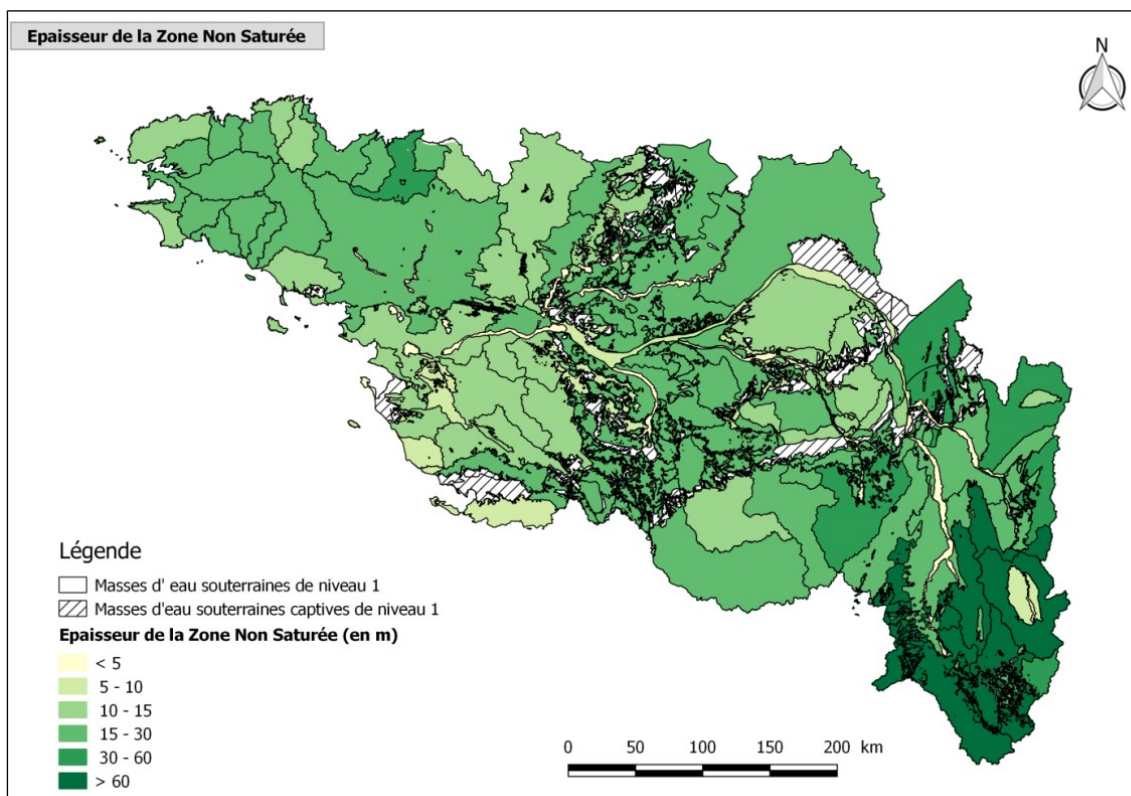 Epaisseur de la Zone Non Saturée
N
Légende
Masses d' eau souterraines de niveau 1
Masses d'eau souterraines captives de niveau 1
Epaisseur de la Zone Non Saturée (en m)
< 5
5 - 10
10 - 15
15 - 30
30 - 60
> 60
0 50 100 150 200 km